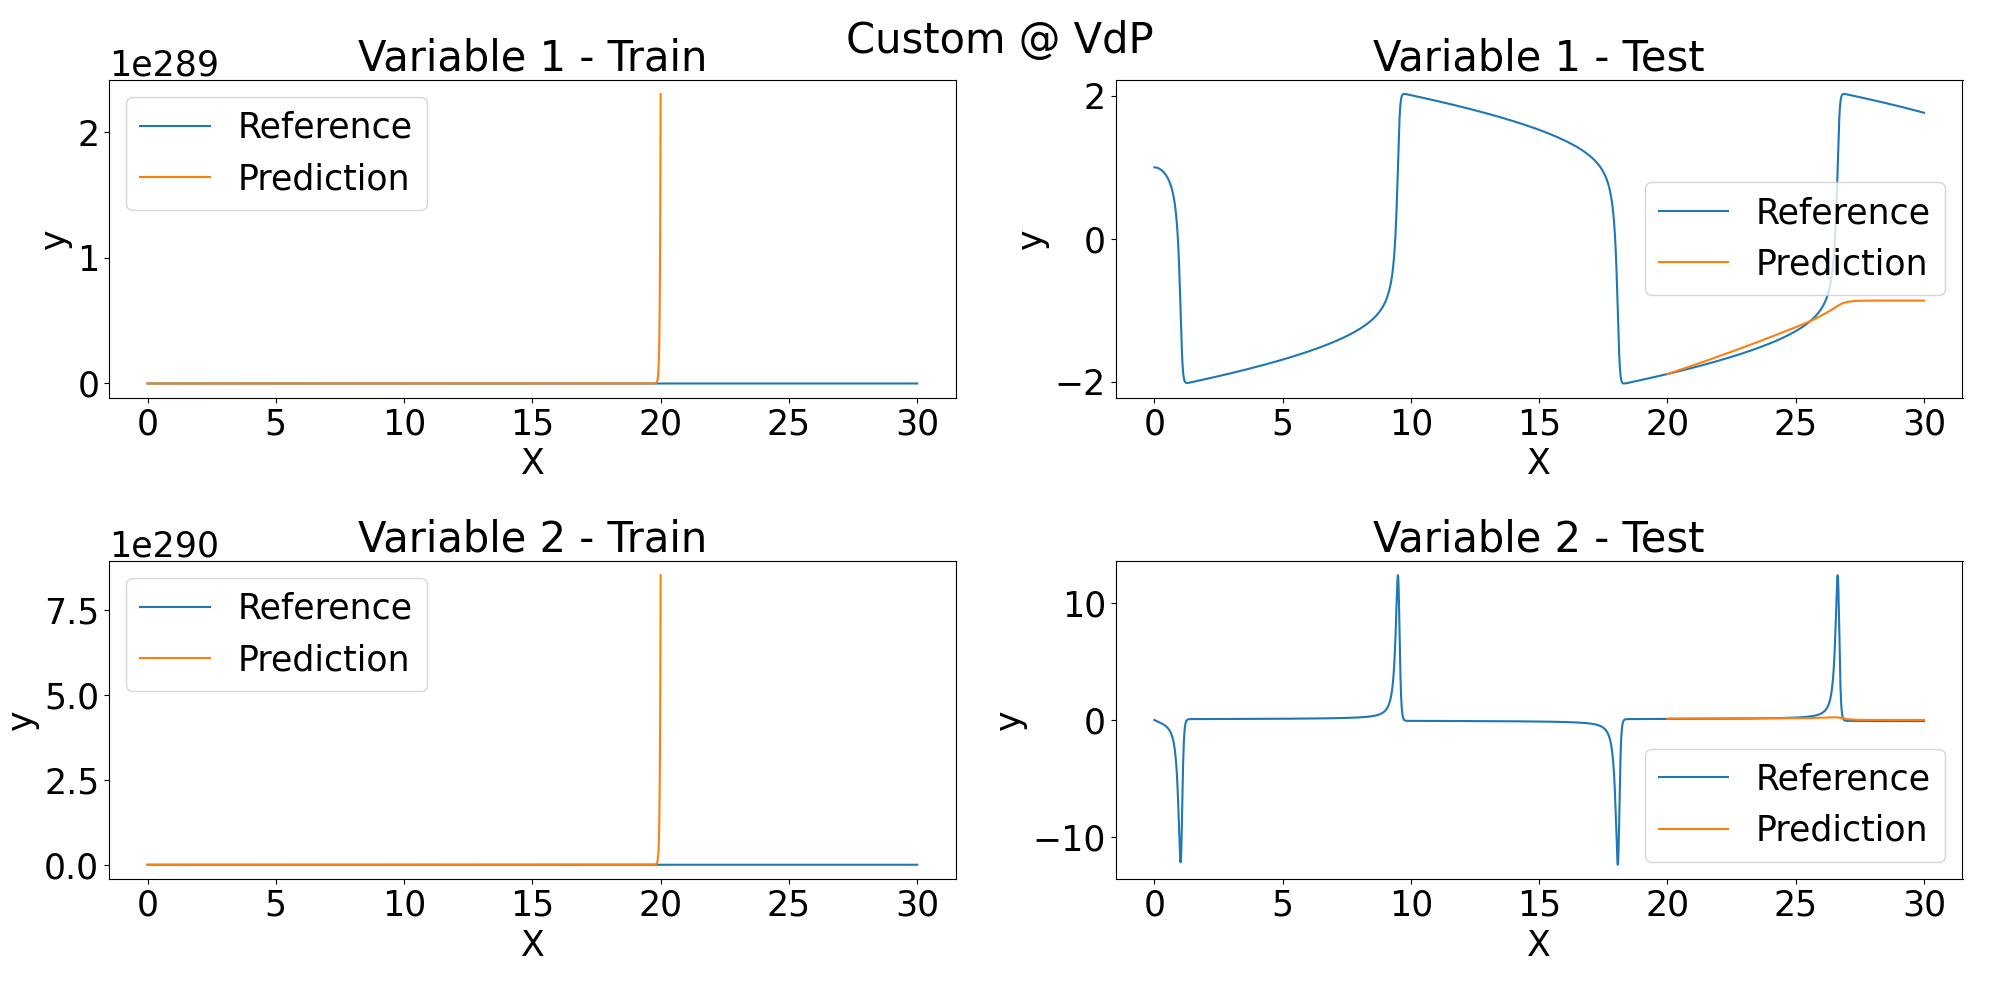 Custom @ VdP
Variable 1 - Train
1e289
2
1
0
y
Reference
Prediction
0 5 10 15 20 25 30
X
Variable 1 - Test
2
0
−2
y
Reference
Prediction
0 5 10 15 20 25 30
X
Variable 2 - Train
1e290
7.5
5.0
2.5
0.0
y
Reference
Prediction
0 5 10 15 20 25 30
X
Variable 2 - Test
10
0
−10
y
Reference
Prediction
0 5 10 15 20 25 30
X